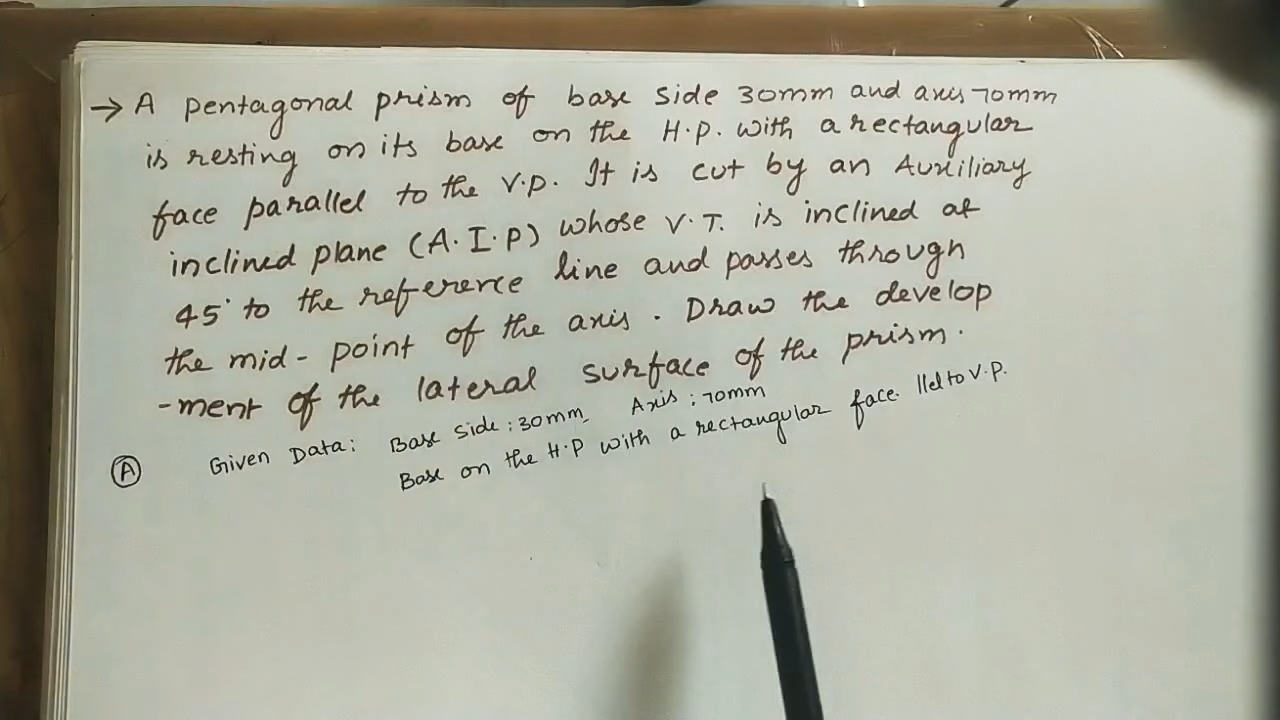 → A pentagonal prism of base side 30mm and axis 70mm
is resting on its base on the H.P. with a rectangular
face parallel to the V.P. It is cut by an Auxiliary
inclined plane (A.I.P) whose V.T. is inclined at
45° to the reference line and passes through
the mid-point of the axis. Draw the develop
-ment of the lateral surface of the prism.
Ⓐ Given Data: Base Side: 30mm Axis: 70mm
Base on the H.P with a rectangular face llel to V.P.